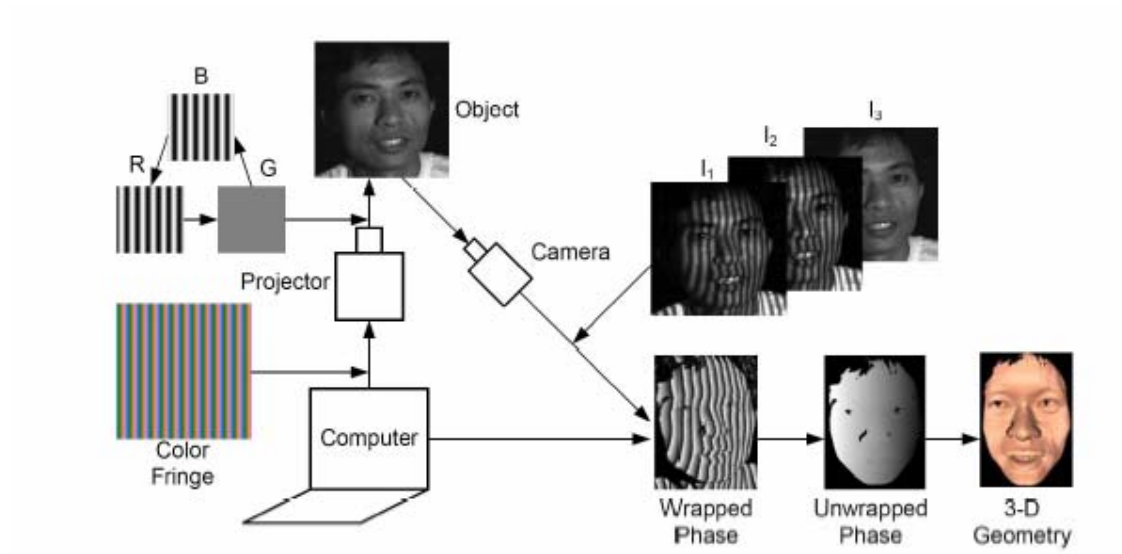 B
R
G
Object
I1
I2
I3
Projector
Camera
Color
Fringe
Computer
Wrapped
Phase
Unwrapped
Phase
3-D
Geometry